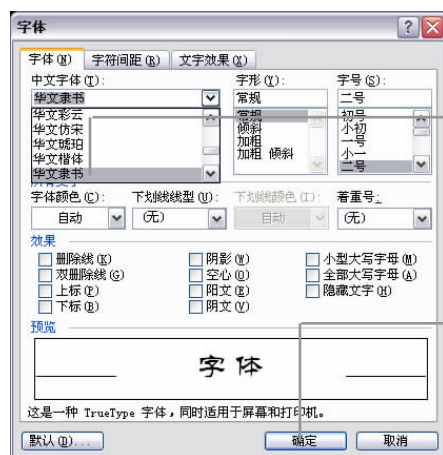 字体
字体(N) 字符间距(R) 文字效果(X)
中文字体(T): 字形(Y): 字号(S):
华文隶书 常规 二号
华文彩云 常规 初号
华文仿宋 倾斜 小初
华文琥珀 加粗 一号
华文楷体 加粗 倾斜 小一
华文隶书 二号
所有文字
字体颜色(C): 下划线线型(U): 下划线颜色(I): 着重号:
自动 (无) 自动 (无)
效果
删除线(K) 阴影(W) 小型大写字母(M)
双删除线(G) 空心(O) 全部大写字母(A)
上标(P) 阳文(E) 隐藏文字(H)
下标(B) 阴文(V)
预览
字体
这是一种 TrueType 字体，同时适用于屏幕和打印机。
默认(D)... 确定 取消